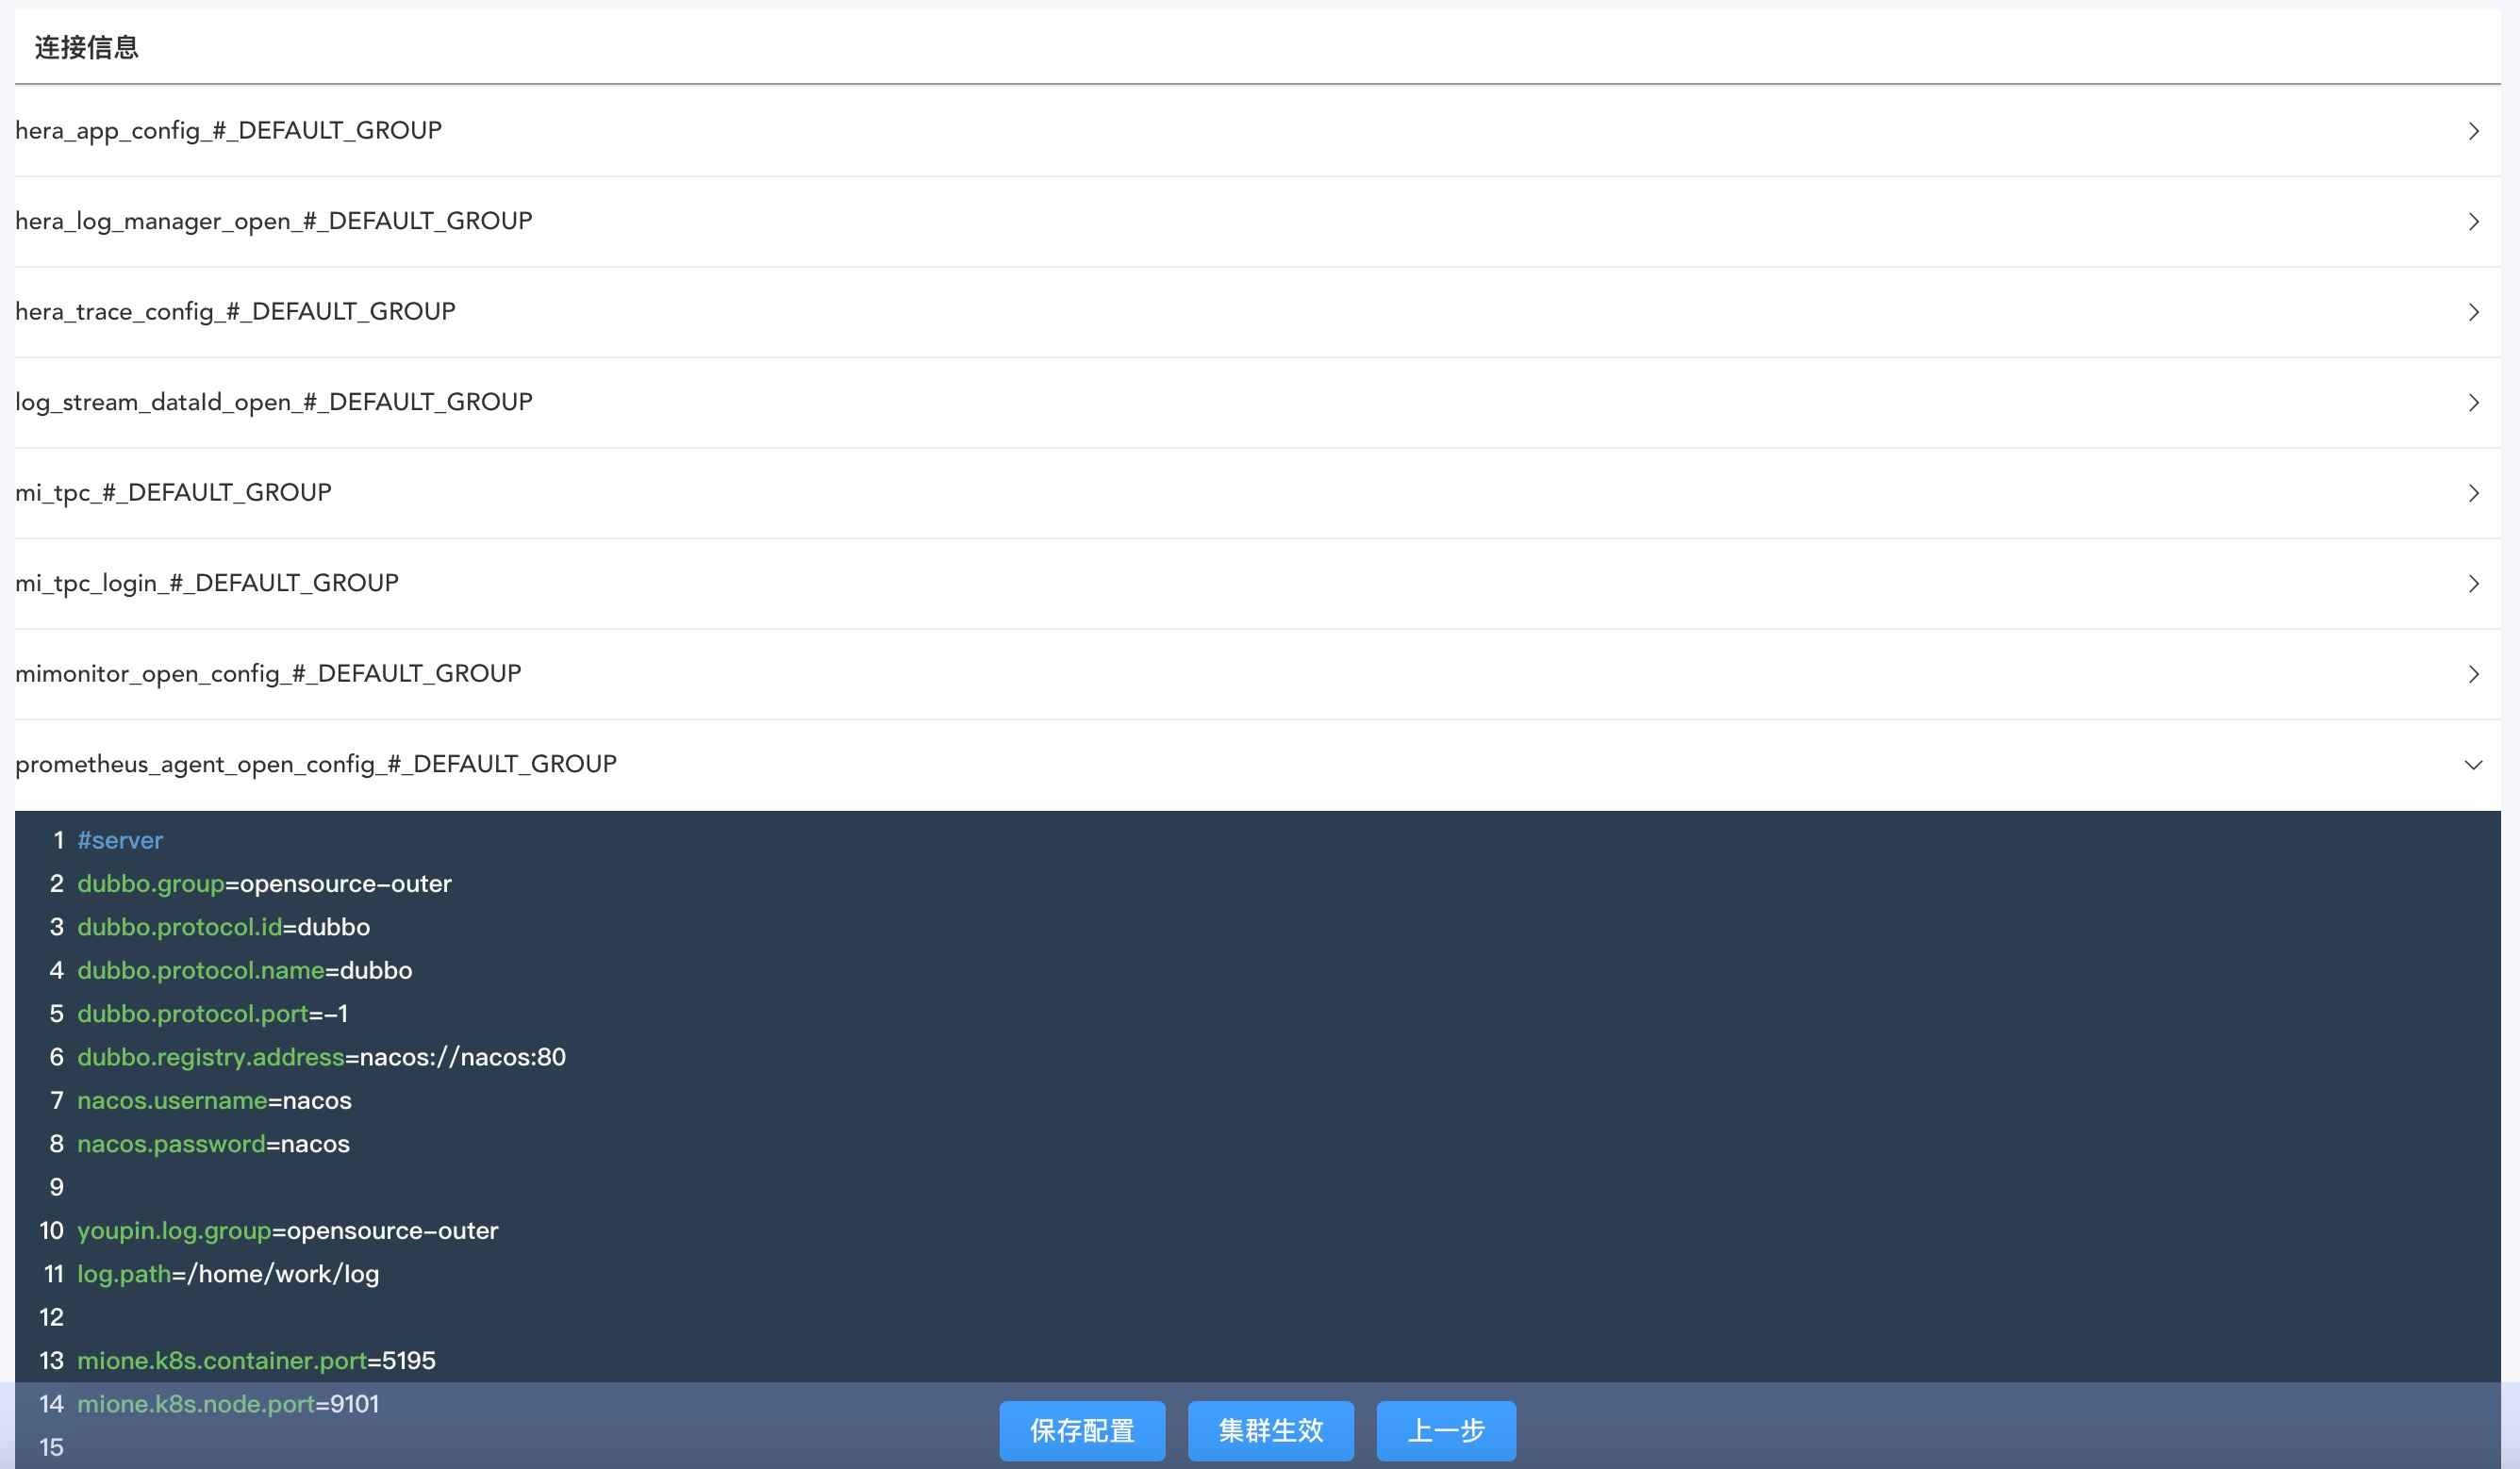 连接信息
hera_app_config_#_DEFAULT_GROUP
hera_log_manager_open_#_DEFAULT_GROUP
hera_trace_config_#_DEFAULT_GROUP
log_stream_dataId_open_#_DEFAULT_GROUP
mi_tpc_#_DEFAULT_GROUP
mi_tpc_login_#_DEFAULT_GROUP
mimonitor_open_config_#_DEFAULT_GROUP
prometheus_agent_open_config_#_DEFAULT_GROUP
1 #server
2 dubbo.group=opensource-outer
3 dubbo.protocol.id=dubbo
4 dubbo.protocol.name=dubbo
5 dubbo.protocol.port=-1
6 dubbo.registry.address=nacos://nacos:80
7 nacos.username=nacos
8 nacos.password=nacos
9
10 youpin.log.group=opensource-outer
11 log.path=/home/work/log
12
13 mione.k8s.container.port=5195
14 mione.k8s.node.port=9101
15
保存配置 集群生效 上一步